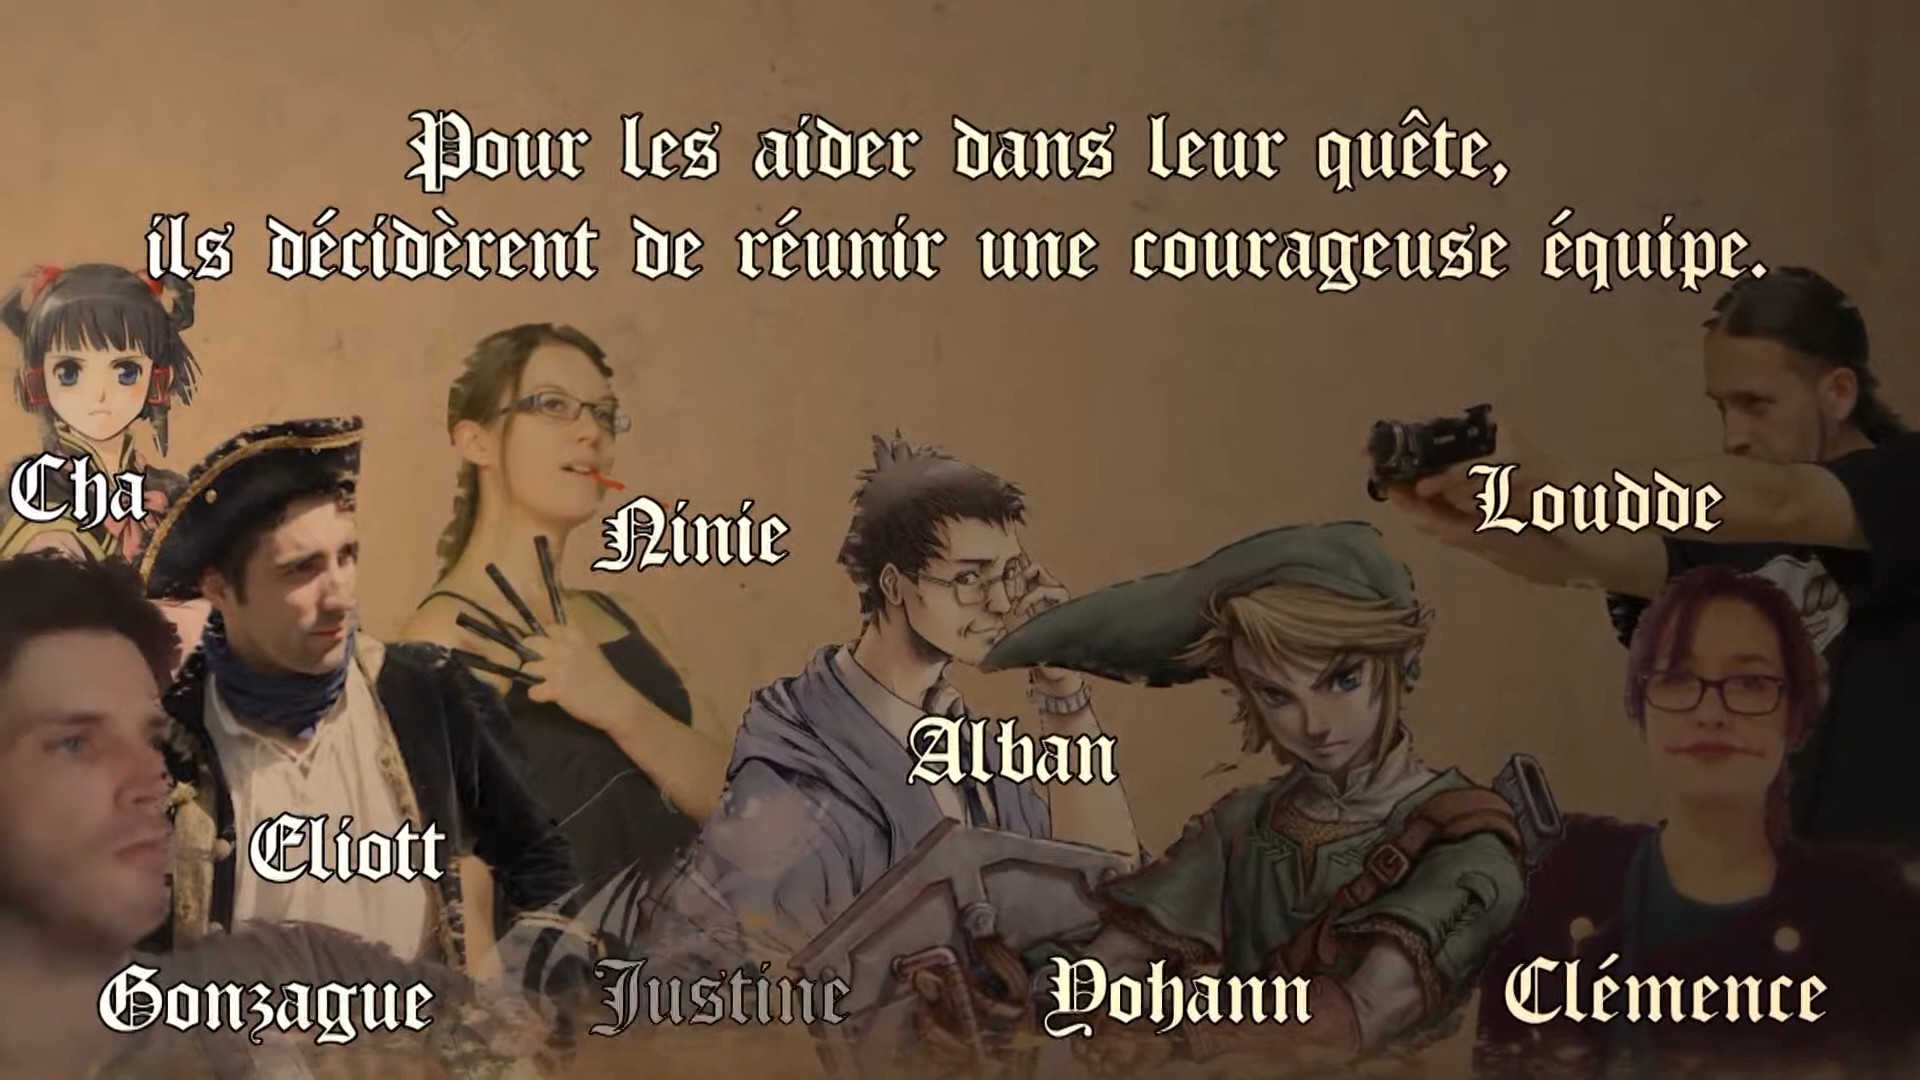 Pour les aider dans leur quête,
ils décidèrent de réunir une courageuse équipe.
Cha
Ninie
Loudde
Alban
Eliott
Gonzague
Justine
Yohann
Clémence